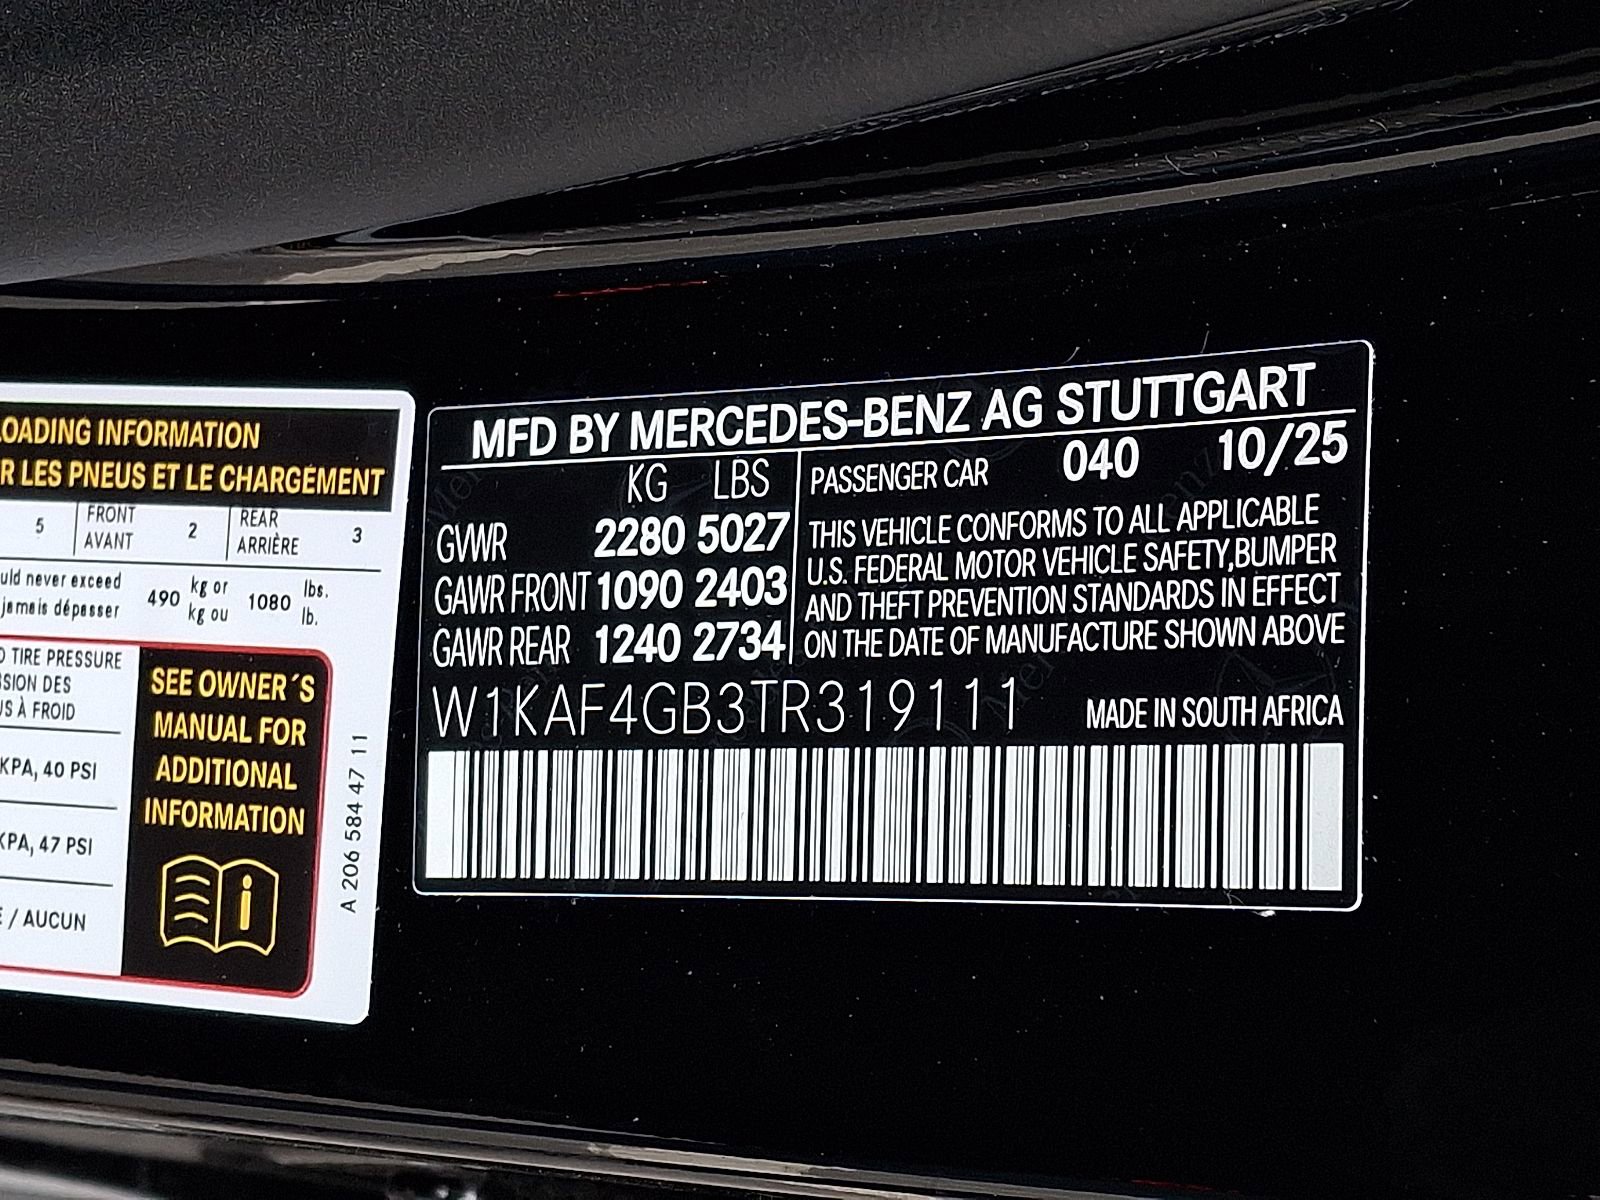 LOADING INFORMATION
R LES PNEUS ET LE CHARGEMENT
5 FRONT AVANT 2 REAR ARRIÈRE 3
uld never exceed 490 kg or 1080 lbs.
jamais dépasser kg ou lb.
TIRE PRESSURE
SION DES
S À FROID
KPA, 40 PSI
KPA, 47 PSI
/ AUCUN
SEE OWNER´S
MANUAL FOR
ADDITIONAL
INFORMATION
A 206 584 47 11
MFD BY MERCEDES-BENZ AG STUTTGART
KG LBS
GVWR 2280 5027
GAWR FRONT 1090 2403
GAWR REAR 1240 2734
PASSENGER CAR 040 10/25
THIS VEHICLE CONFORMS TO ALL APPLICABLE
U.S. FEDERAL MOTOR VEHICLE SAFETY,BUMPER
AND THEFT PREVENTION STANDARDS IN EFFECT
ON THE DATE OF MANUFACTURE SHOWN ABOVE
W1KAF4GB3TR319111 MADE IN SOUTH AFRICA